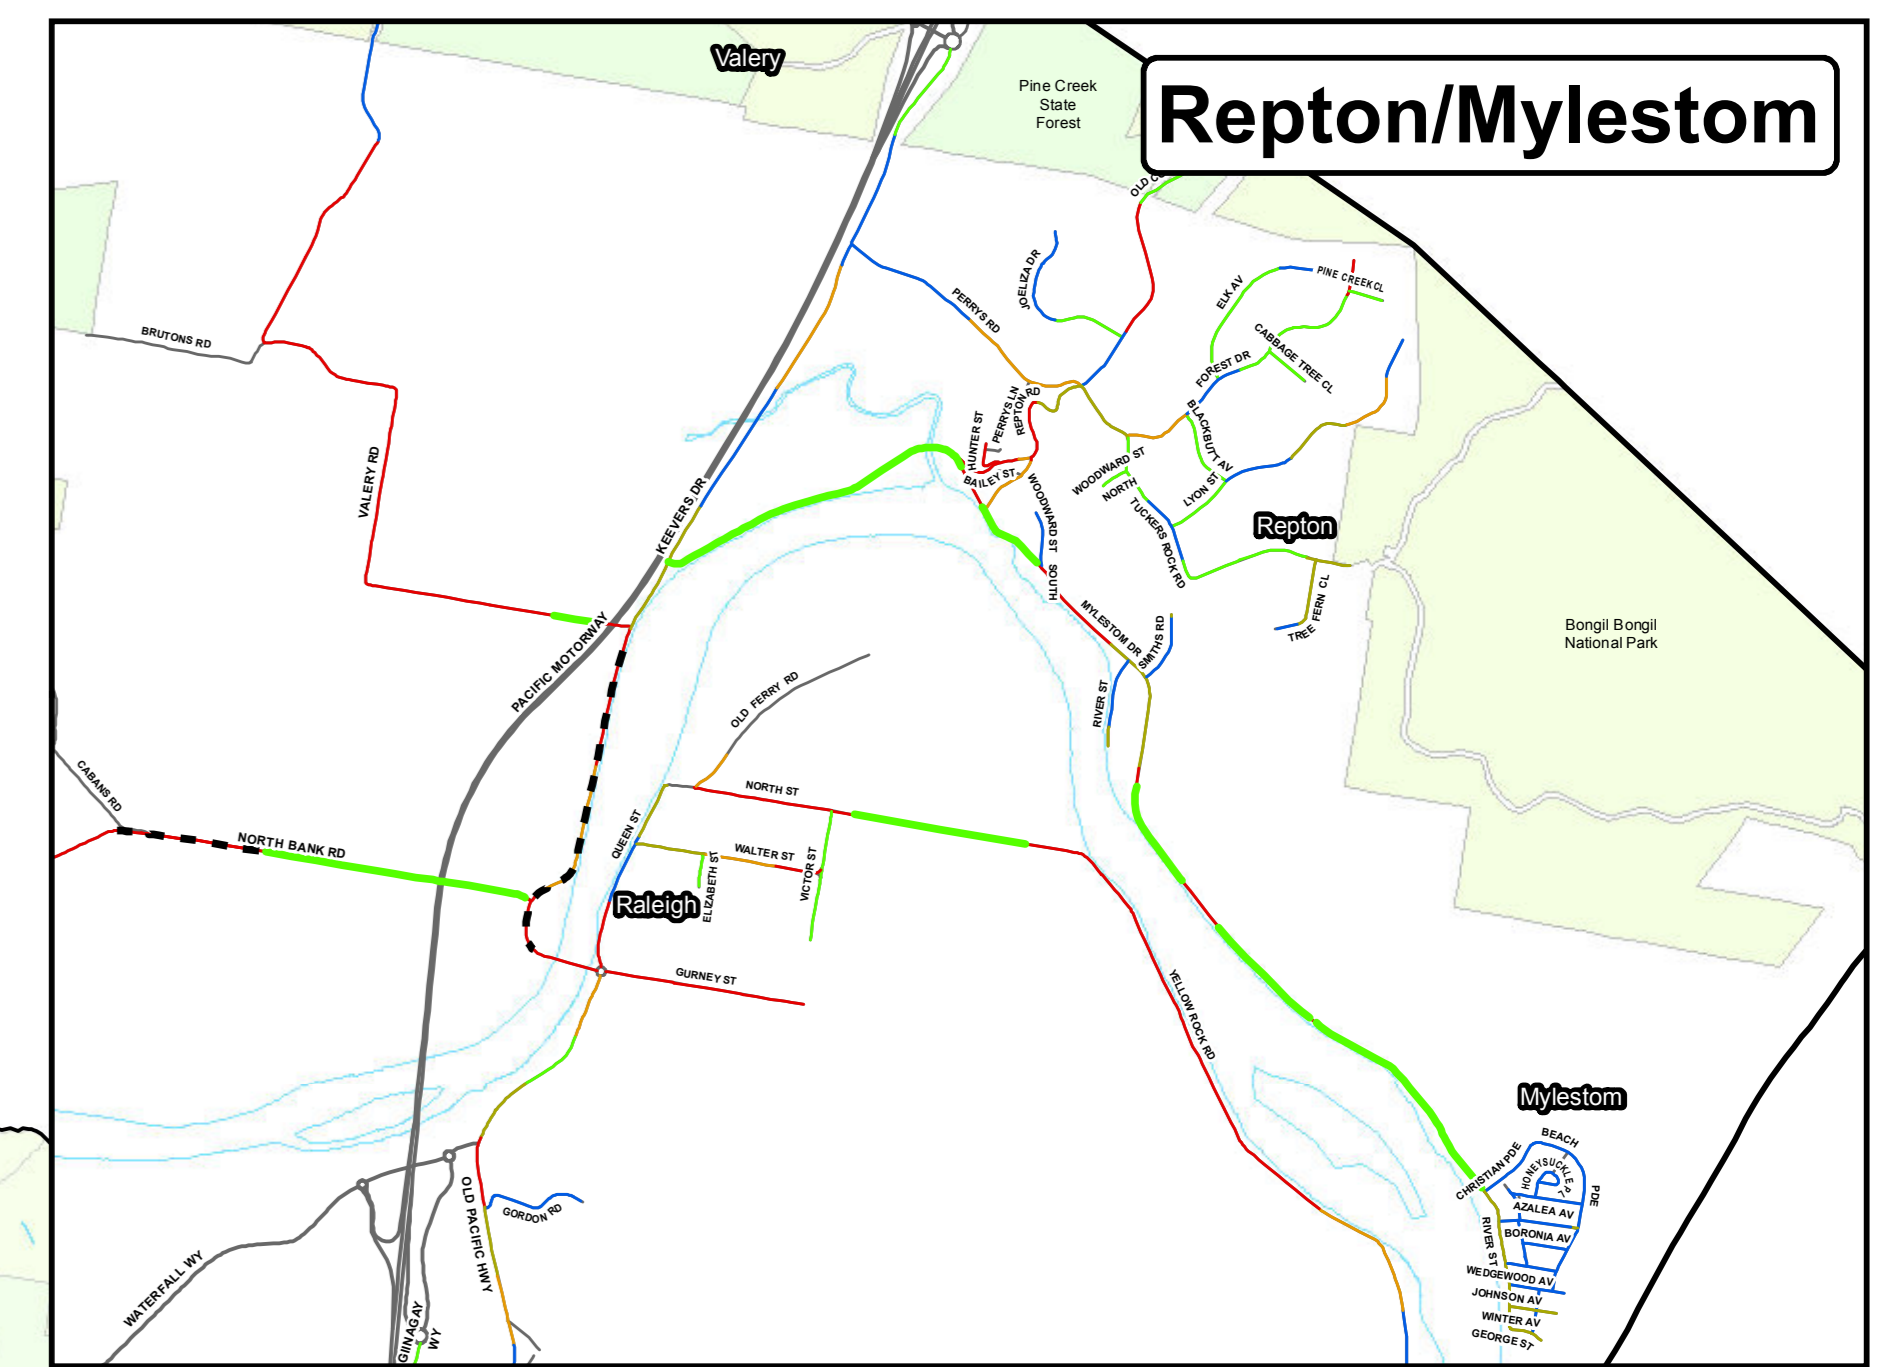 Repton/Mylestom
Valery
Pine Creek
State
Forest
OLD
BRUTONS RD
VALERY RD
JOELIZA DR
PERRYS RD
ELK AV
PINE CREEK CL
CABBAGE TREE CL
FOREST DR
BLACKBUTT AV
HUNTER ST
PERRYS LN
REPTON RD
BAILEY ST
WOODWARD ST
NORTH
WOODWARD ST SOUTH
LYON ST
TUCKERS ROCK RD
Repton
KEEVERS DR
PACIFIC MOTORWAY
MYLESTOM DR
SMITHS RD
RIVER ST
TREE FERN CL
Bongil Bongil
National Park
OLD FERRY RD
CABANS RD
NORTH BANK RD
NORTH ST
QUEEN ST
WALTER ST
ELIZABETH ST
VICTOR ST
Raleigh
GURNEY ST
YELLOW ROCK RD
Mylestom
BEACH
PDE
CHRISTIAN PDE
HONEYSUCKLE PL
AZALEA AV
BORONIA AV
RIVER ST
WEDGEWOOD AV
JOHNSON AV
WINTER AV
GEORGE ST
GORDON RD
OLD PACIFIC HWY
WATERFALL WY
GIINAGAY
WY